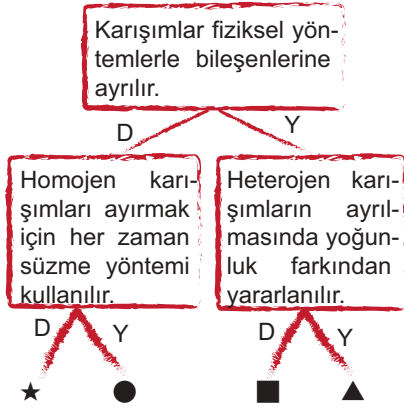 Karışımlar fiziksel yön-
temlerle bileşenlerine
ayrılır.
D Y
Homojen karı-
şımları ayırmak
için her zaman
süzme yöntemi
kullanılır.
Heterojen karı-
şımların ayrıl-
masında yoğun-
luk farkından
yararlanılır.
D Y D Y